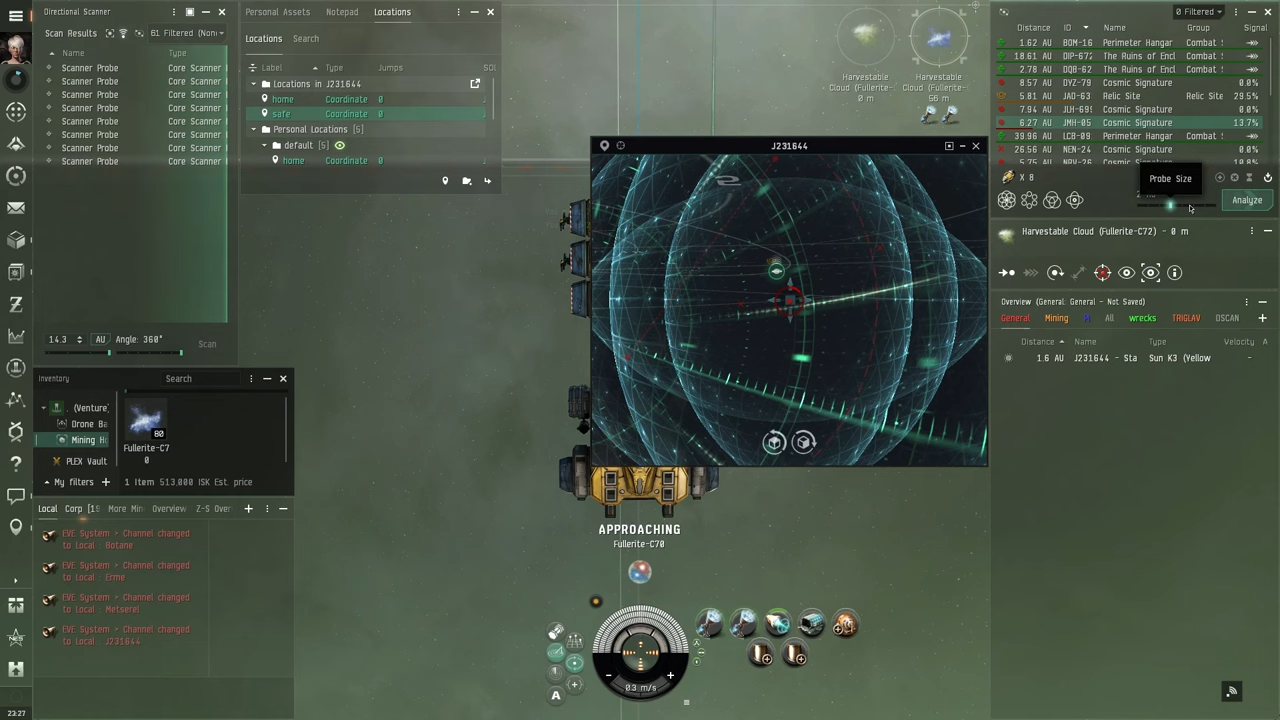 Directional Scanner
Scan Results
61 Filtered (Non
Name
Type
Scanner Probe Core Scanner
Scanner Probe Core Scanner
Scanner Probe Core Scanner
Scanner Probe Core Scanner
Scanner Probe Core Scanner
Scanner Probe Core Scanner
Scanner Probe Core Scanner
Scanner Probe Core Scanner
14.3 AU Angle: 360° Scan
Personal Assets Notepad Locations
Locations Search
Label Type Jumps
Locations in J231644
home Coordinate 0
safe Coordinate 0
Personal Locations [5]
default [5]
home Coordinate 0
Harvestable Cloud (Fullerite- 0 m
Harvestable Cloud (Fullerite- 56 m
J231644
0 Filtered
Distance ID Name Group Signal
1.62 AU BOM-16 Perimeter Hangar Combat
18.61 AU DIP-67 The Ruins of Encl Combat
2.78 AU DQB-62 The Ruins of Encl Combat
8.57 AU DYZ-79 Cosmic Signature 0.0%
5.81 AU JAD-63 Relic Site Relic Site 29.5%
7.94 AU JLH-69 Cosmic Signature 0.0%
6.27 AU JMH-05 Cosmic Signature 13.7%
39.96 AU LCB-09 Perimeter Hangar Combat
26.56 AU NEN-24 Cosmic Signature 0.0%
X 8
Probe Size
Analyze
Harvestable Cloud (Fullerite-C72) - 0 m
Overview (General: General - Not Saved)
General Mining All wrecks TRIGLAV DSCAN
Distance Name Type Velocity
1.6 AU J231644 - Sta Sun K3 (Yellow -
Inventory
Search
(Venture)
Drone Ba
Mining H
PLEX Vault
My filters
80
Fullerite-C7
0
1 Item 513,000 ISK Est. price
Local Corp More Min Overview Z-S Over
EVE System > Channel changed
to Local : Botane
EVE System > Channel changed
to Local : Erme
EVE System > Channel changed
to Local : Metserel
EVE System > Channel changed
to Local : J231644
APPROACHING
Fullerite-C70
0.3 m/s
A
23:27